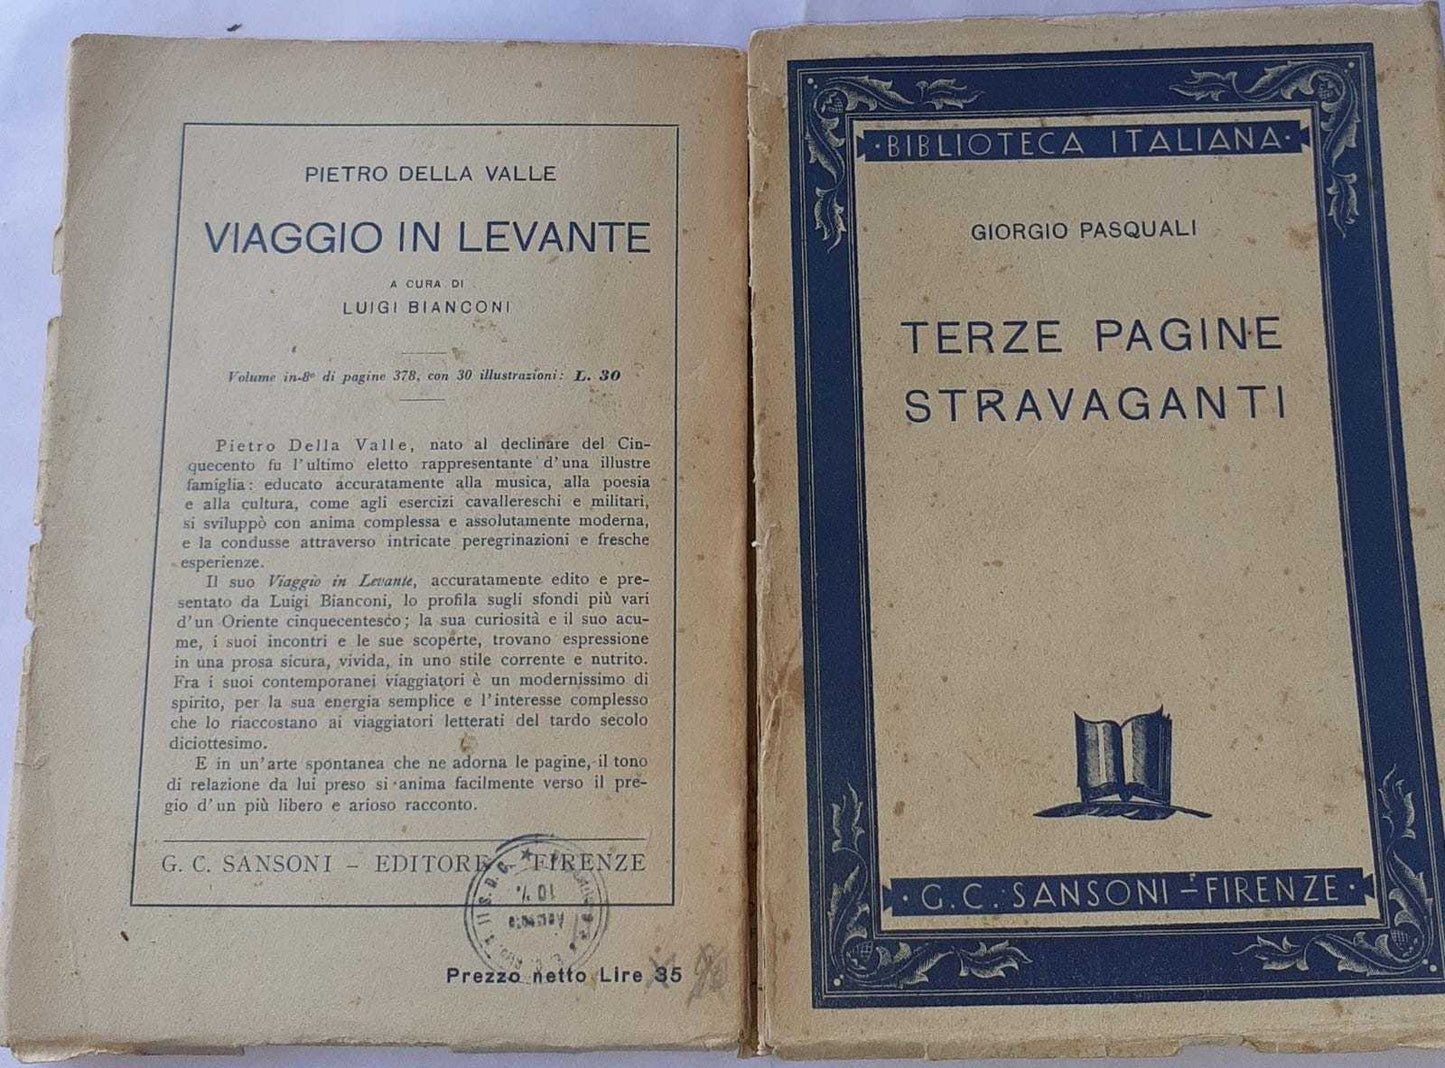 PIETRO DELLA VALLE
VIAGGIO IN LEVANTE
A CURA DI
LUIGI BIANCONI
Volume in-8° di pagine 378, con 30 illustrazioni: L. 30
Pietro Della Valle, nato al declinare del Cin-
quecento fu l'ultimo eletto rappresentante d'una illustre
famiglia: educato accuratamente alla musica, alla poesia
e alla cultura, come agli esercizi cavallereschi e militari,
si sviluppò con anima complessa e assolutamente moderna,
e la condusse attraverso intricate peregrinazioni e fresche
esperienze.
Il suo Viaggio in Levante, accuratamente edito e pre-
sentato da Luigi Bianconi, lo profila sugli sfondi più vari
d'un Oriente cinquecentesco; la sua curiosità e il suo acu-
me, i suoi incontri e le sue scoperte, trovano espressione
in una prosa sicura, vivida, in uno stile corrente e nutrito.
Fra i suoi contemporanei viaggiatori è un modernissimo di
spirito, per la sua energia semplice e l'interesse complesso
che lo riaccostano ai viaggiatori letterati del tardo secolo
diciottesimo.
E in un'arte spontanea che ne adorna le pagine, il tono
di relazione da lui preso si anima facilmente verso il pre-
gio d'un più libero e arioso racconto.
G. C. SANSONI – EDITORE – FIRENZE
10 %
Prezzo netto Lire 35
·BIBLIOTECA ITALIANA·
GIORGIO PASQUALI
TERZE PAGINE
STRAVAGANTI
·G.C. SANSONI – FIRENZE·